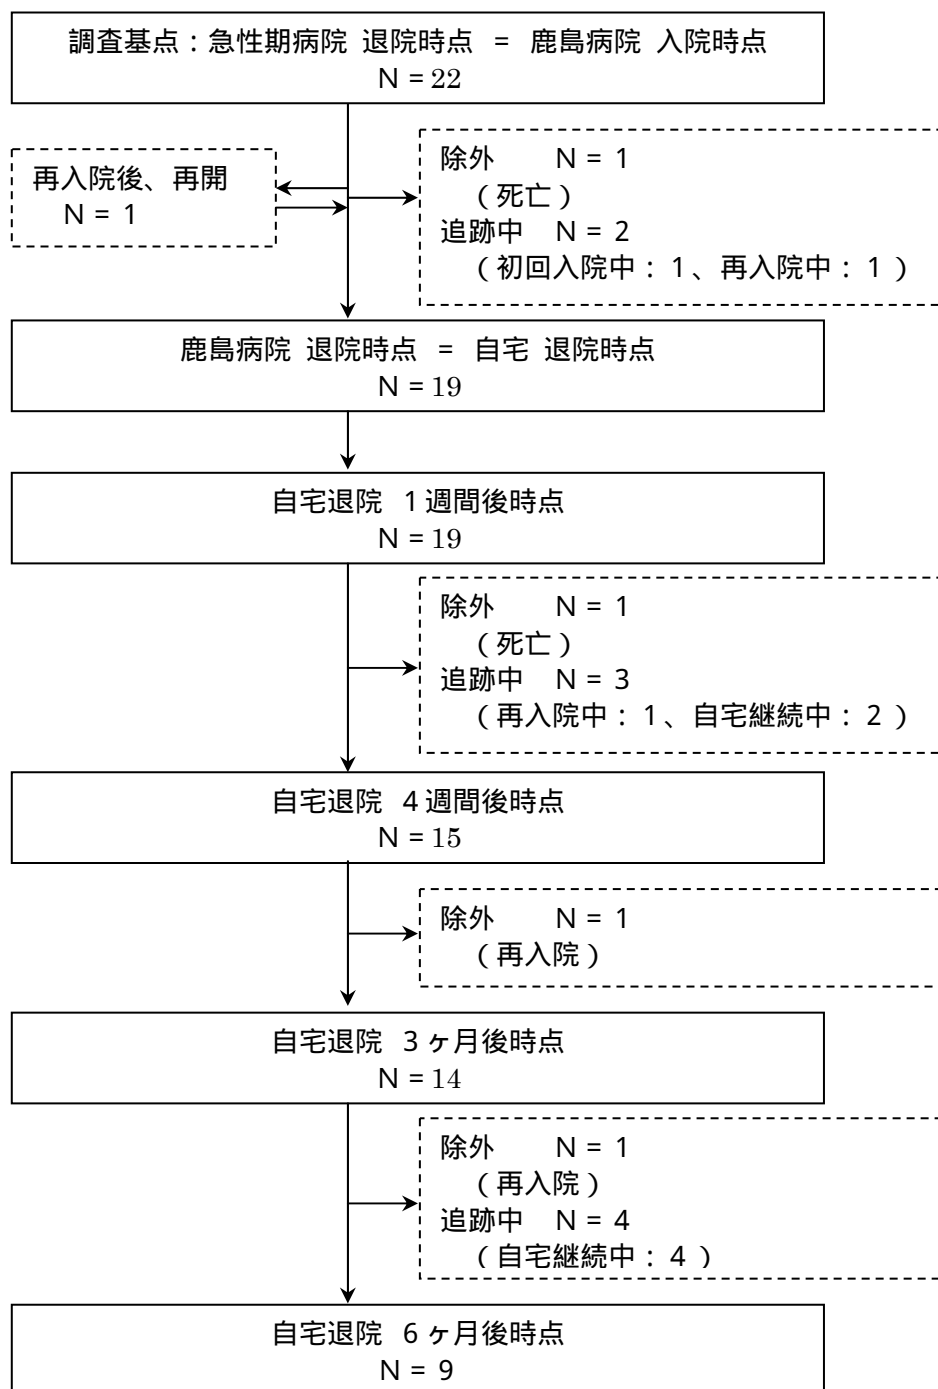 調査基点：急性期病院 退院時点 = 鹿島病院 入院時点
N = 22
再入院後、再開
N = 1
除外 N = 1
（死亡）
追跡中 N = 2
（初回入院中：1、再入院中：1）
鹿島病院 退院時点 = 自宅 退院時点
N = 19
自宅退院 1週間後時点
N = 19
除外 N = 1
（死亡）
追跡中 N = 3
（再入院中：1、自宅継続中：2）
自宅退院 4週間後時点
N = 15
除外 N = 1
（再入院）
自宅退院 3ヶ月後時点
N = 14
除外 N = 1
（再入院）
追跡中 N = 4
（自宅継続中：4）
自宅退院 6ヶ月後時点
N = 9